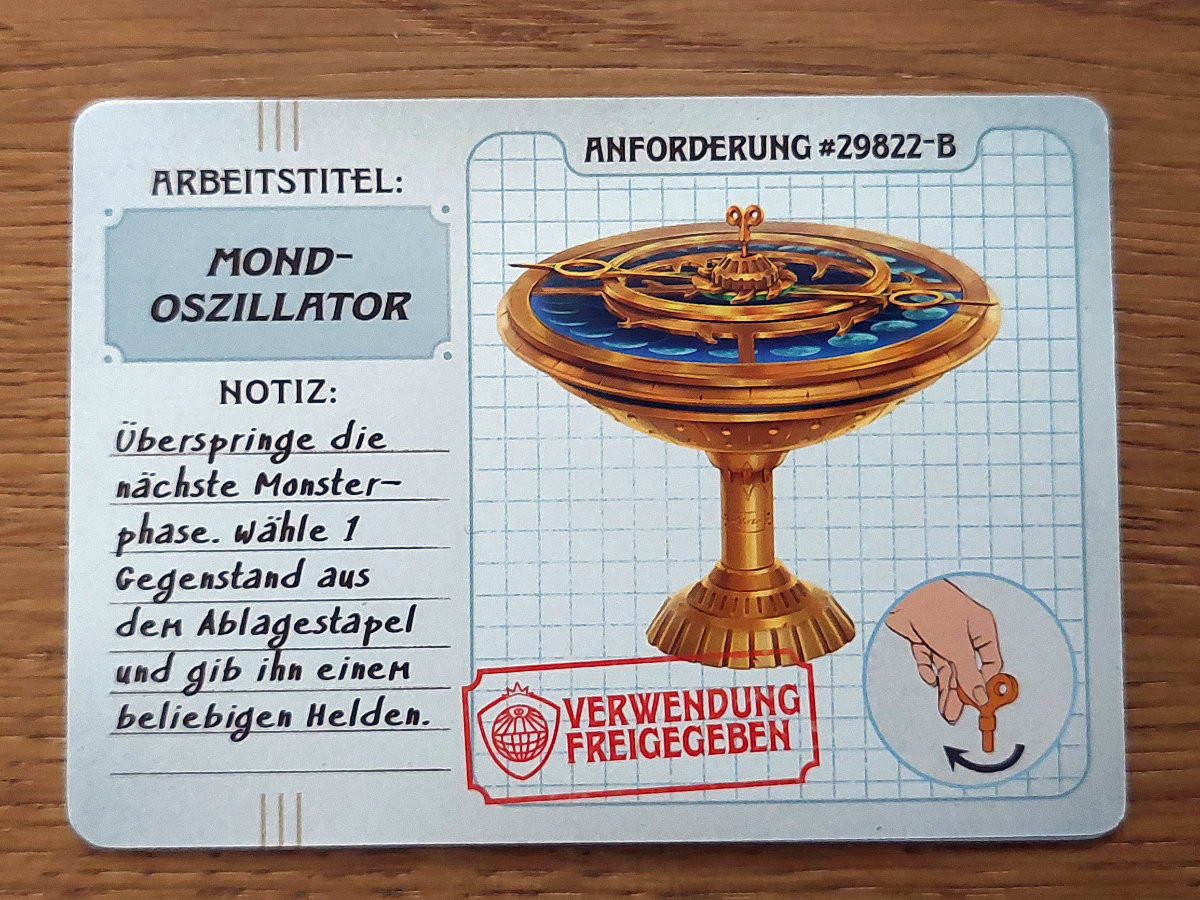 ARBEITSTITEL:
MOND-
OSZILLATOR
NOTIZ:
Überspringe die
nächste Monster-
phase. Wähle 1
Gegenstand aus
dem Ablagestapel
und gib ihn einem
beliebigen Helden.
ANFORDERUNG #29822-B
VERWENDUNG
FREIGEGEBEN